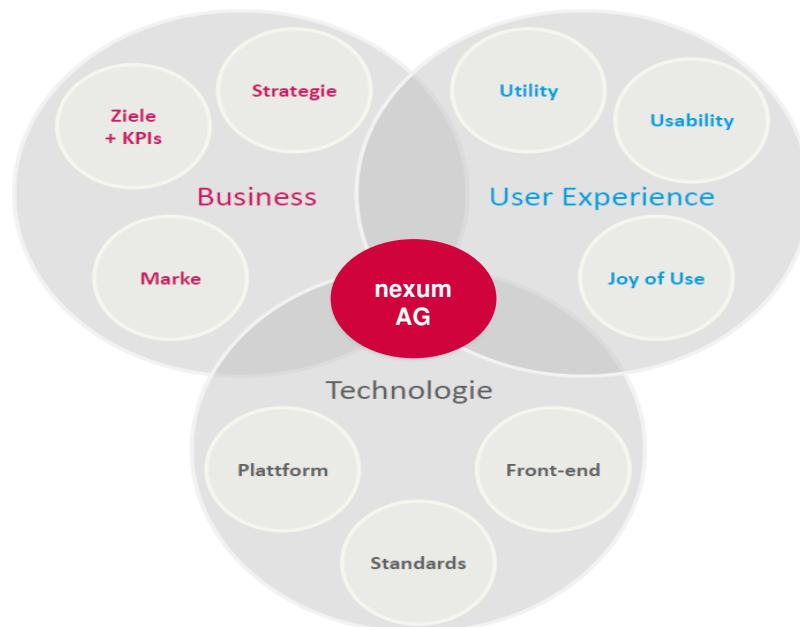 Strategie
Ziele
+ KPIs
Business
Marke
Utility
Usability
User Experience
Joy of Use
nexum
AG
Technologie
Plattform
Front-end
Standards